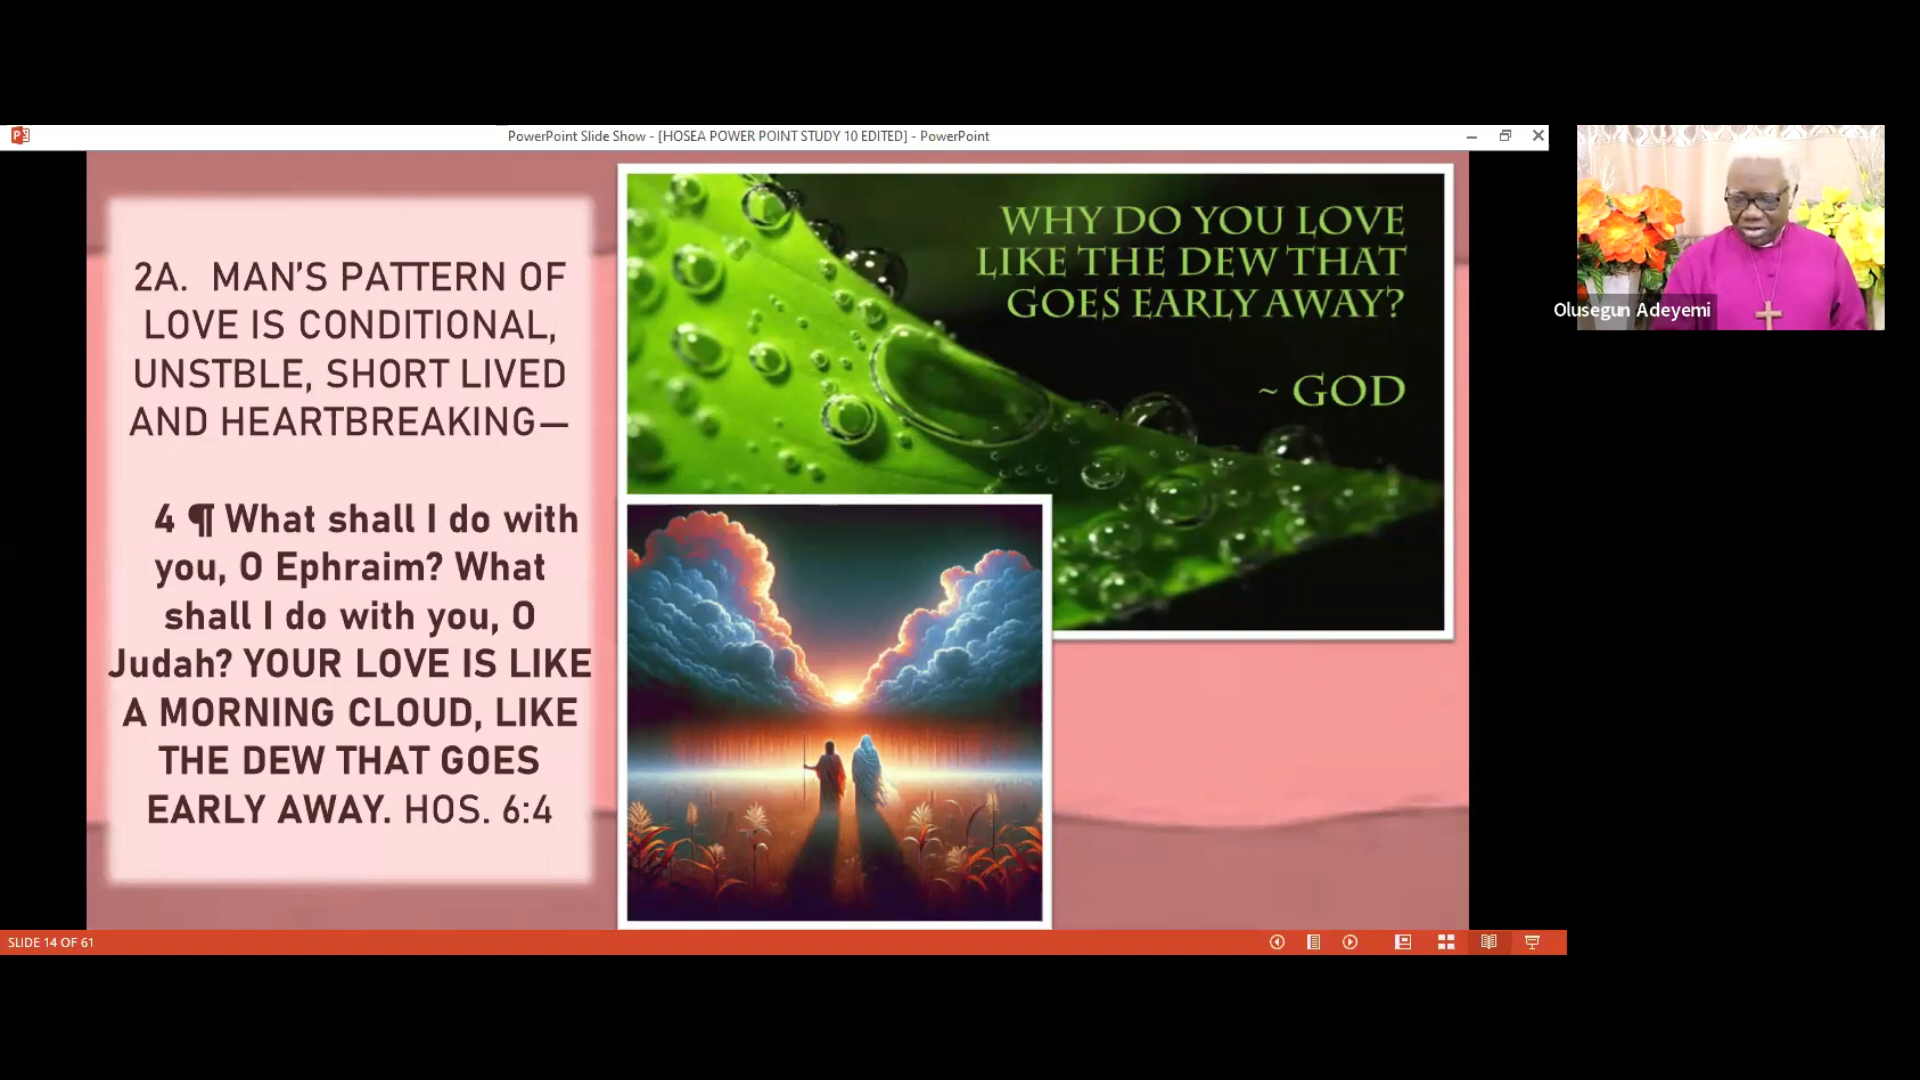 PowerPoint Slide Show - [HOSEA POWER POINT STUDY 10 EDITED] - PowerPoint
2A. MAN'S PATTERN OF
LOVE IS CONDITIONAL,
UNSTBLE, SHORT LIVED
AND HEARTBREAKING—
4 ¶ What shall I do with
you, O Ephraim? What
shall I do with you, O
Judah? YOUR LOVE IS LIKE
A MORNING CLOUD, LIKE
THE DEW THAT GOES
EARLY AWAY. HOS. 6:4
WHY DO YOU LOVE
LIKE THE DEW THAT
GOES EARLY AWAY?
~ GOD
Olusegun Adeyemi
SLIDE 14 OF 61